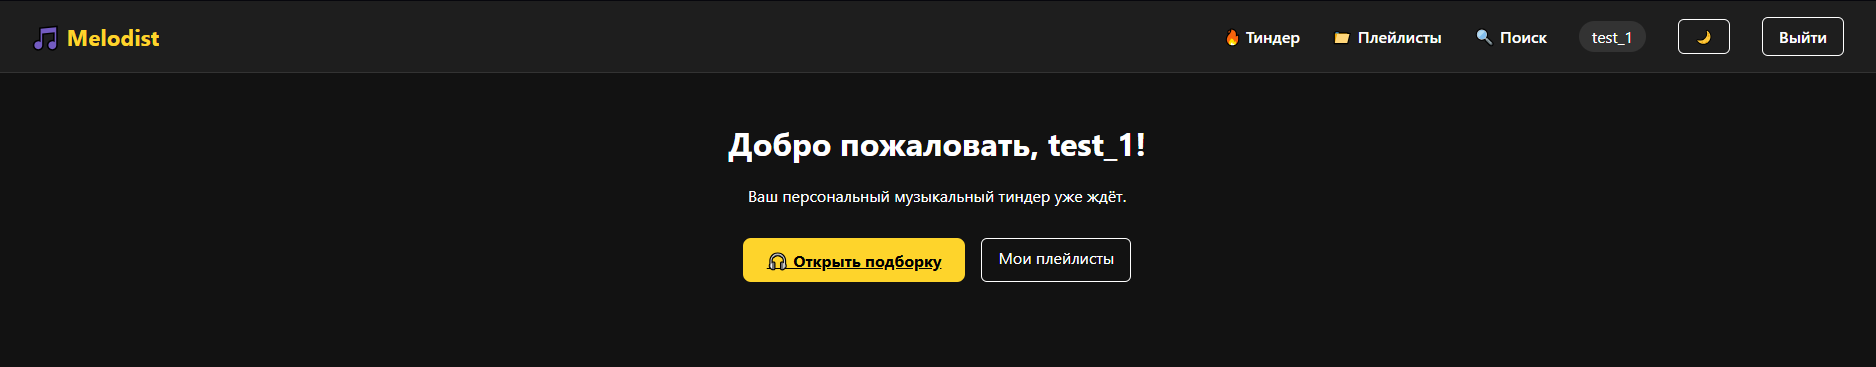 Melodist
Тиндер
Плейлисты
Поиск
test_1
Выйти
Добро пожаловать, test_1!
Ваш персональный музыкальный тиндер уже ждёт.
Открыть подборку
Мои плейлисты